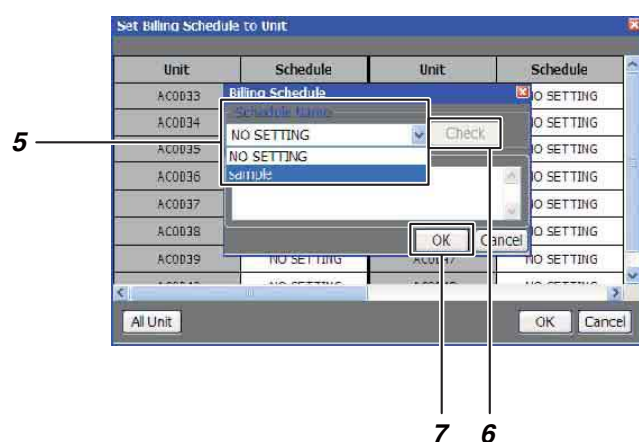 Set Billing Schedule to Unit
Unit Schedule Unit Schedule
AC0D33 NO SETTING
AC0D34 NO SETTING
AC0D35 NO SETTING
AC0D36 NO SETTING
AC0D37 NO SETTING
AC0D38 NO SETTING
AC0D39 NO SETTING NO SETTING
Billing Schedule
Schedule Name
NO SETTING Check
NO SETTING
sample
OK Cancel
All Unit OK Cancel
5
7 6